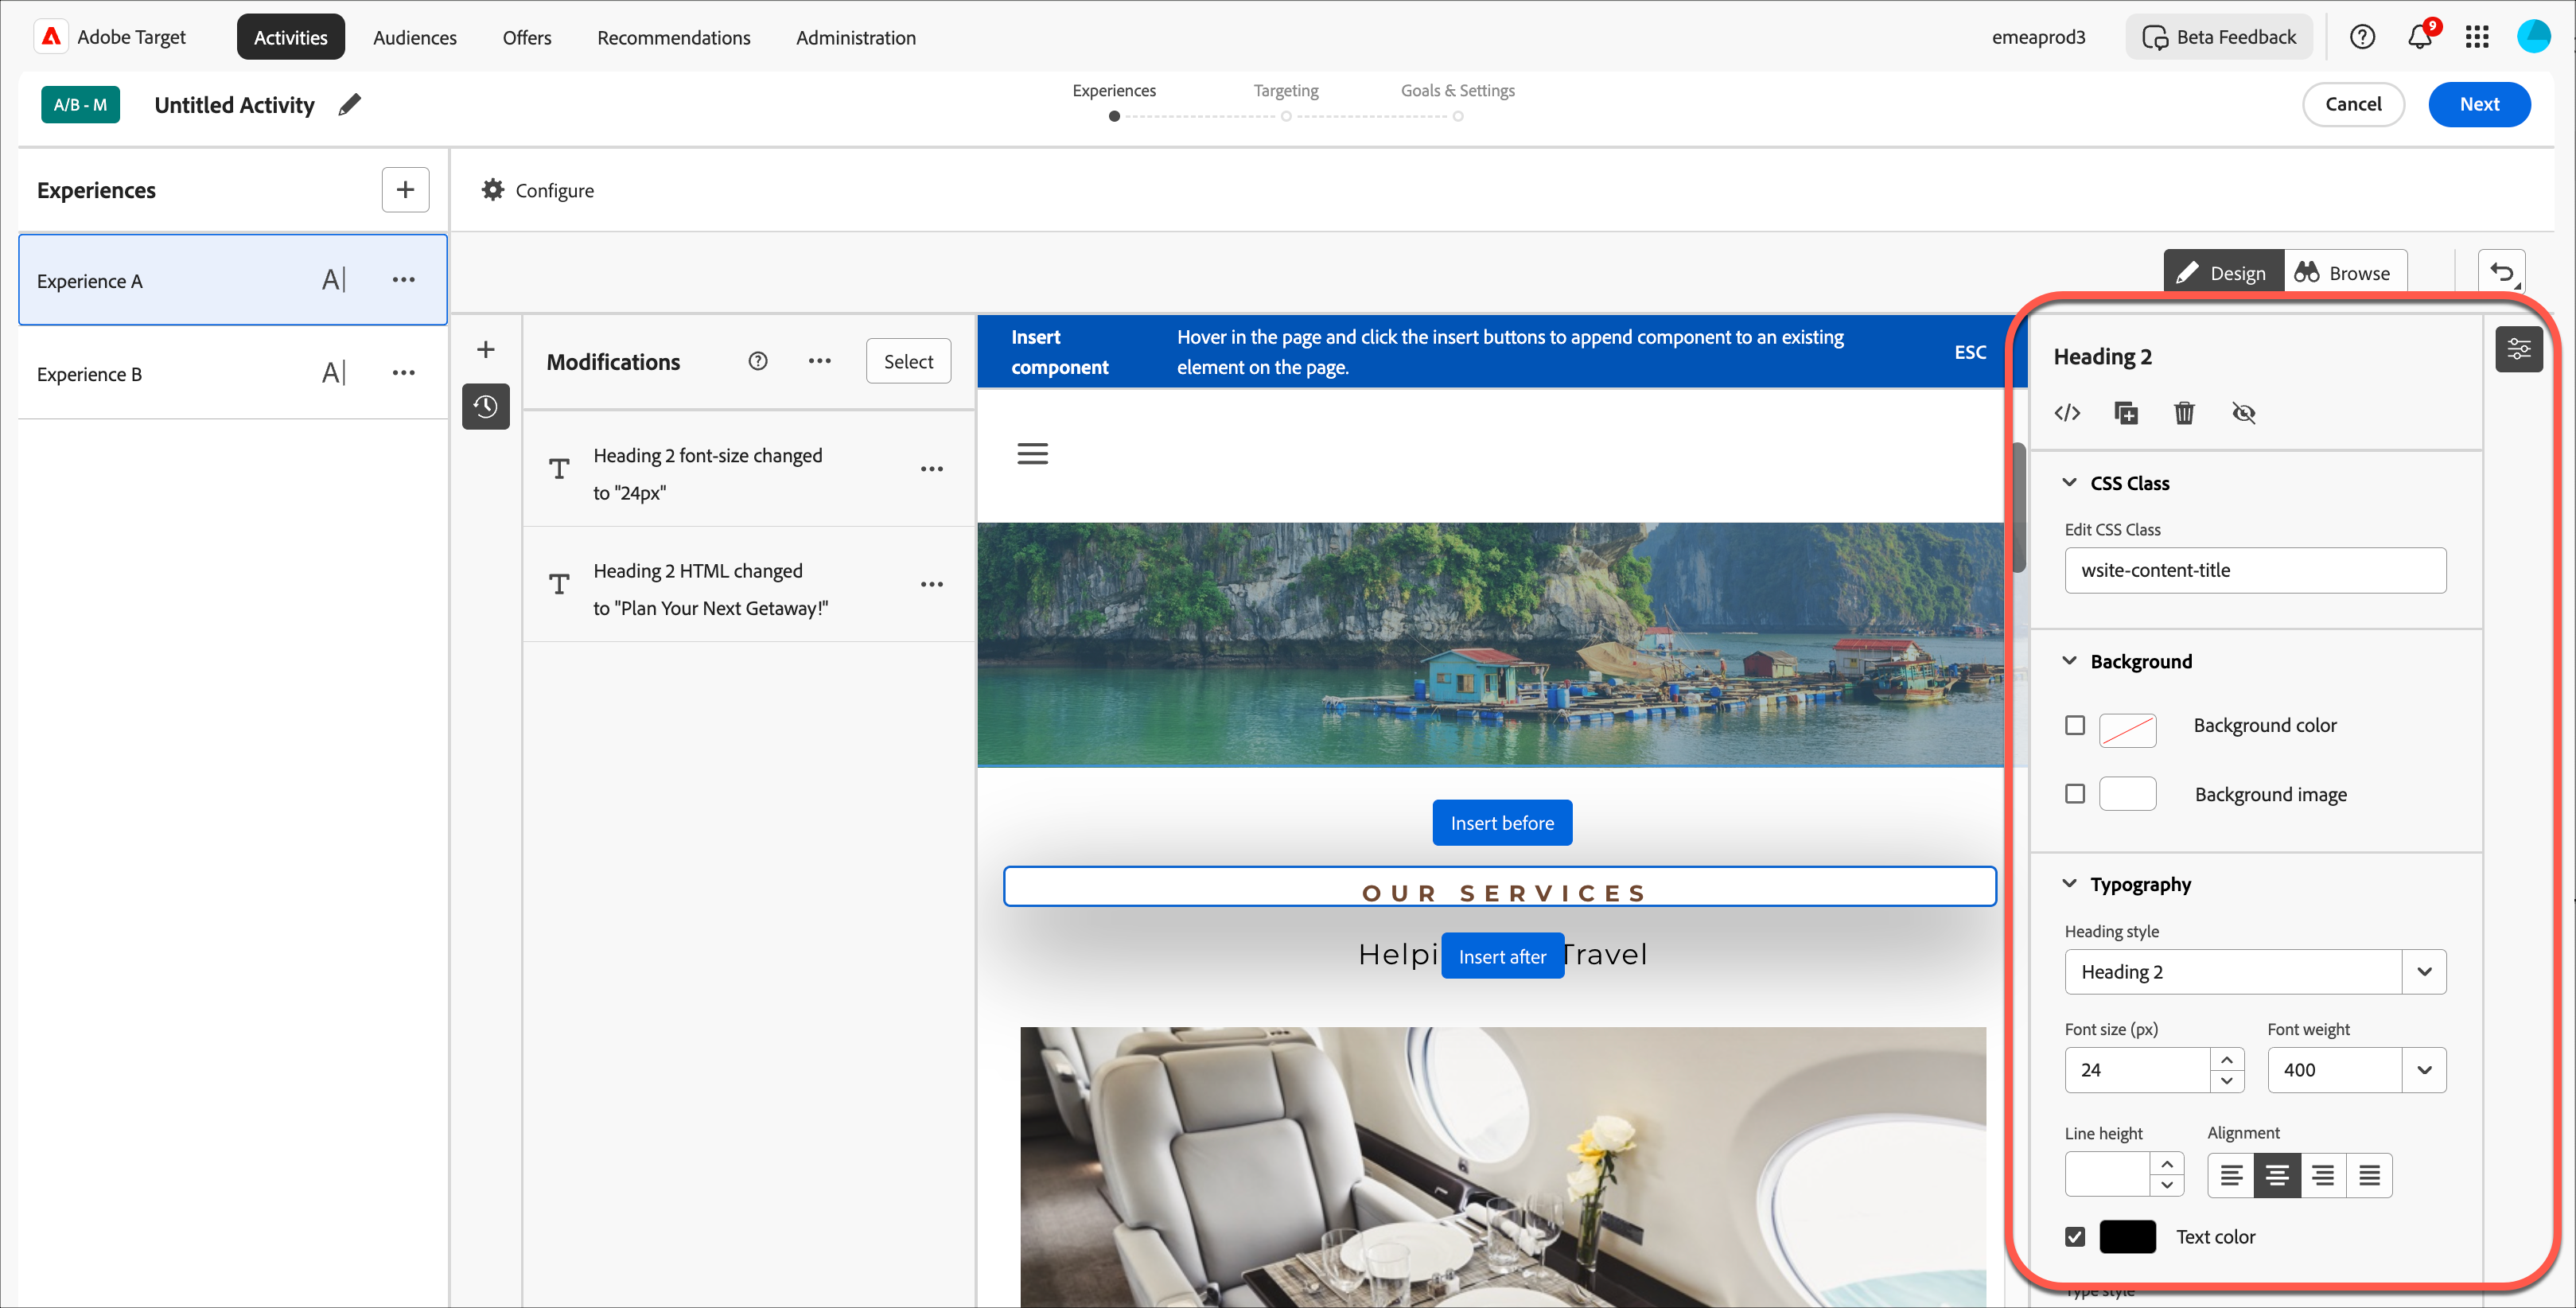 Adobe Target
Activities
Audiences
Offers
Recommendations
Administration
emeaprod3
Beta Feedback
9
A/B - M
Untitled Activity
Experiences
Targeting
Goals & Settings
Cancel
Next
Experiences
Configure
Experience A
A
Experience B
A
Design
Browse
Modifications
Select
Heading 2 font-size changed
to "24px"
Heading 2 HTML changed
to "Plan Your Next Getaway!"
Insert
component
Hover in the page and click the insert buttons to append component to an existing
element on the page.
ESC
Insert before
OUR SERVICES
Helpi
Insert after
Travel
Heading 2
CSS Class
Edit CSS Class
wsite-content-title
Background
Background color
Background image
Typography
Heading style
Heading 2
Font size (px)
Font weight
24
400
Line height
Alignment
Text color
Type style